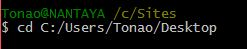 Tonao@NANTAYA /c/Sites
$ cd C:/Users/Tonao/Desktop